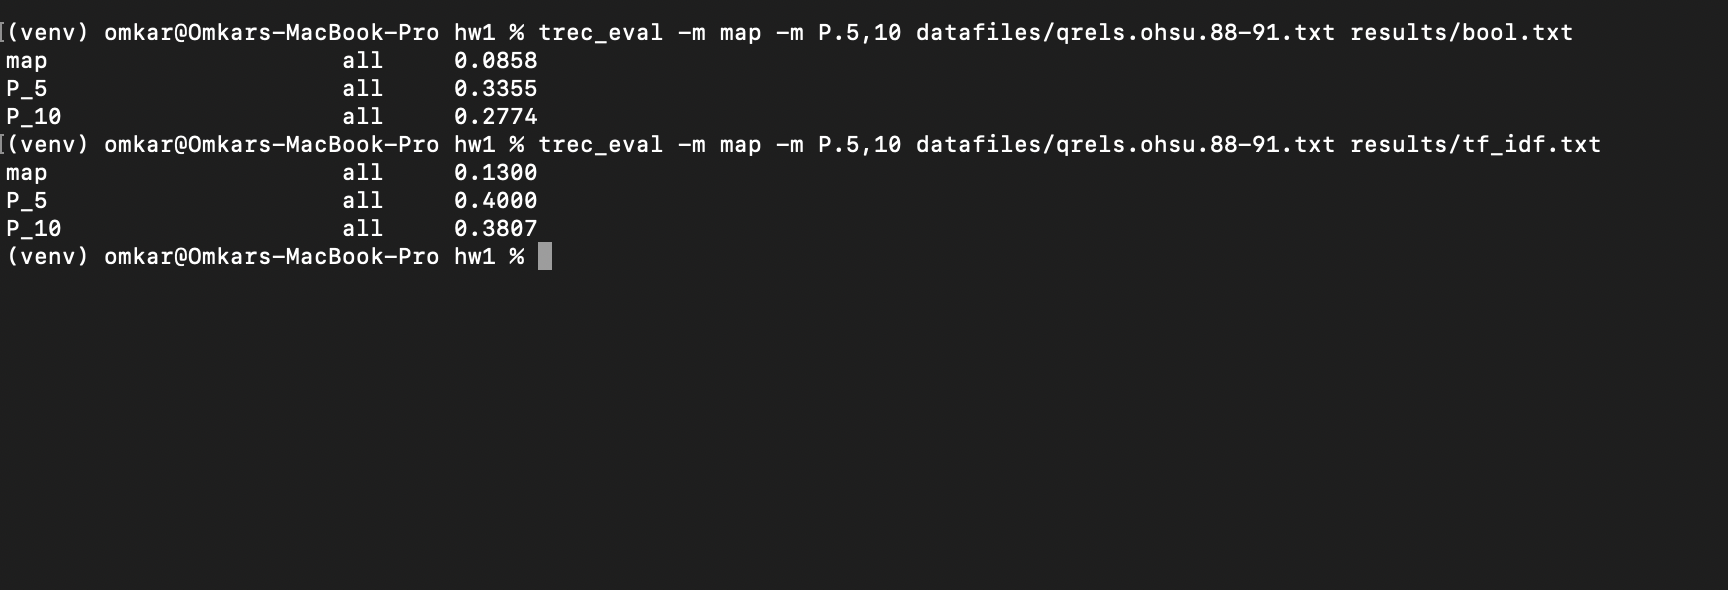 [(venv) omkar@Omkars-MacBook-Pro hw1 % trec_eval -m map -m P.5,10 datafiles/qrels.ohsu.88-91.txt results/bool.txt
map all 0.0858
P_5 all 0.3355
P_10 all 0.2774
[(venv) omkar@Omkars-MacBook-Pro hw1 % trec_eval -m map -m P.5,10 datafiles/qrels.ohsu.88-91.txt results/tf_idf.txt
map all 0.1300
P_5 all 0.4000
P_10 all 0.3807
(venv) omkar@Omkars-MacBook-Pro hw1 %